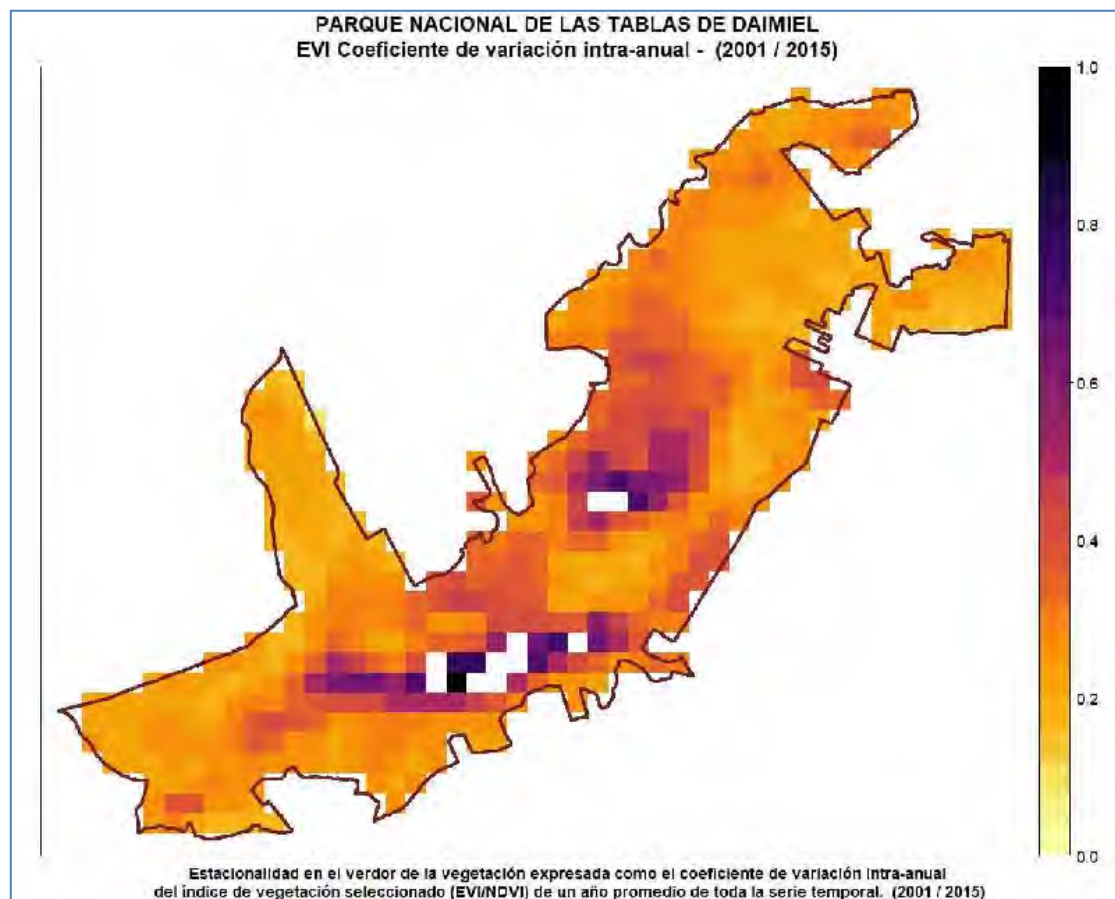 PARQUE NACIONAL DE LAS TABLAS DE DAIMIEL
EVI Coeficiente de variación intra-anual - (2001 / 2015)
1.0
0.8
0.6
0.4
0.2
0.0
Estacionalidad en el verdor de la vegetación expresada como el coeficiente de variación intra-anual
del índice de vegetación seleccionado (EVI/NDVI) de un año promedio de toda la serie temporal. (2001 / 2015)